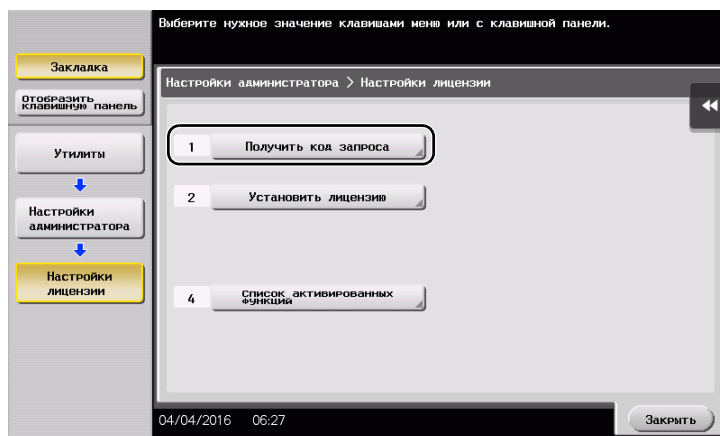 Выберите нужное значение клавишами меню или с клавишной панели.
Закладка
Отобразить
клавишную панель
Настройки администратора > Настройки лицензии
1 Получить код запроса
Утилиты
2 Установить лицензию
Настройки
администратора
Настройки
лицензии
4 Список активированных
функций
04/04/2016 06:27
Закрыть